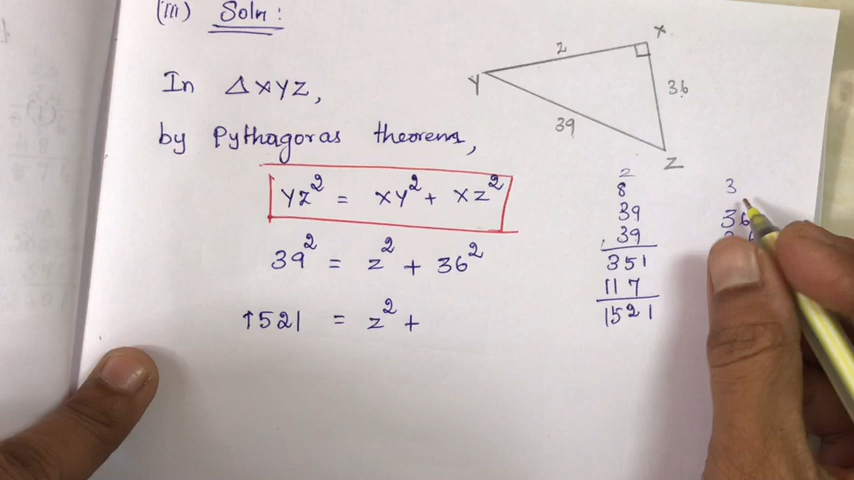 (iii) Soln:
In ΔXYZ,
by Pythagoras theorem,
YZ² = XY² + XZ²
39² = z² + 36²
1521 = z² +
X
z
Y
36
39
Z
2
8
39
39
351
117
1521
3
36